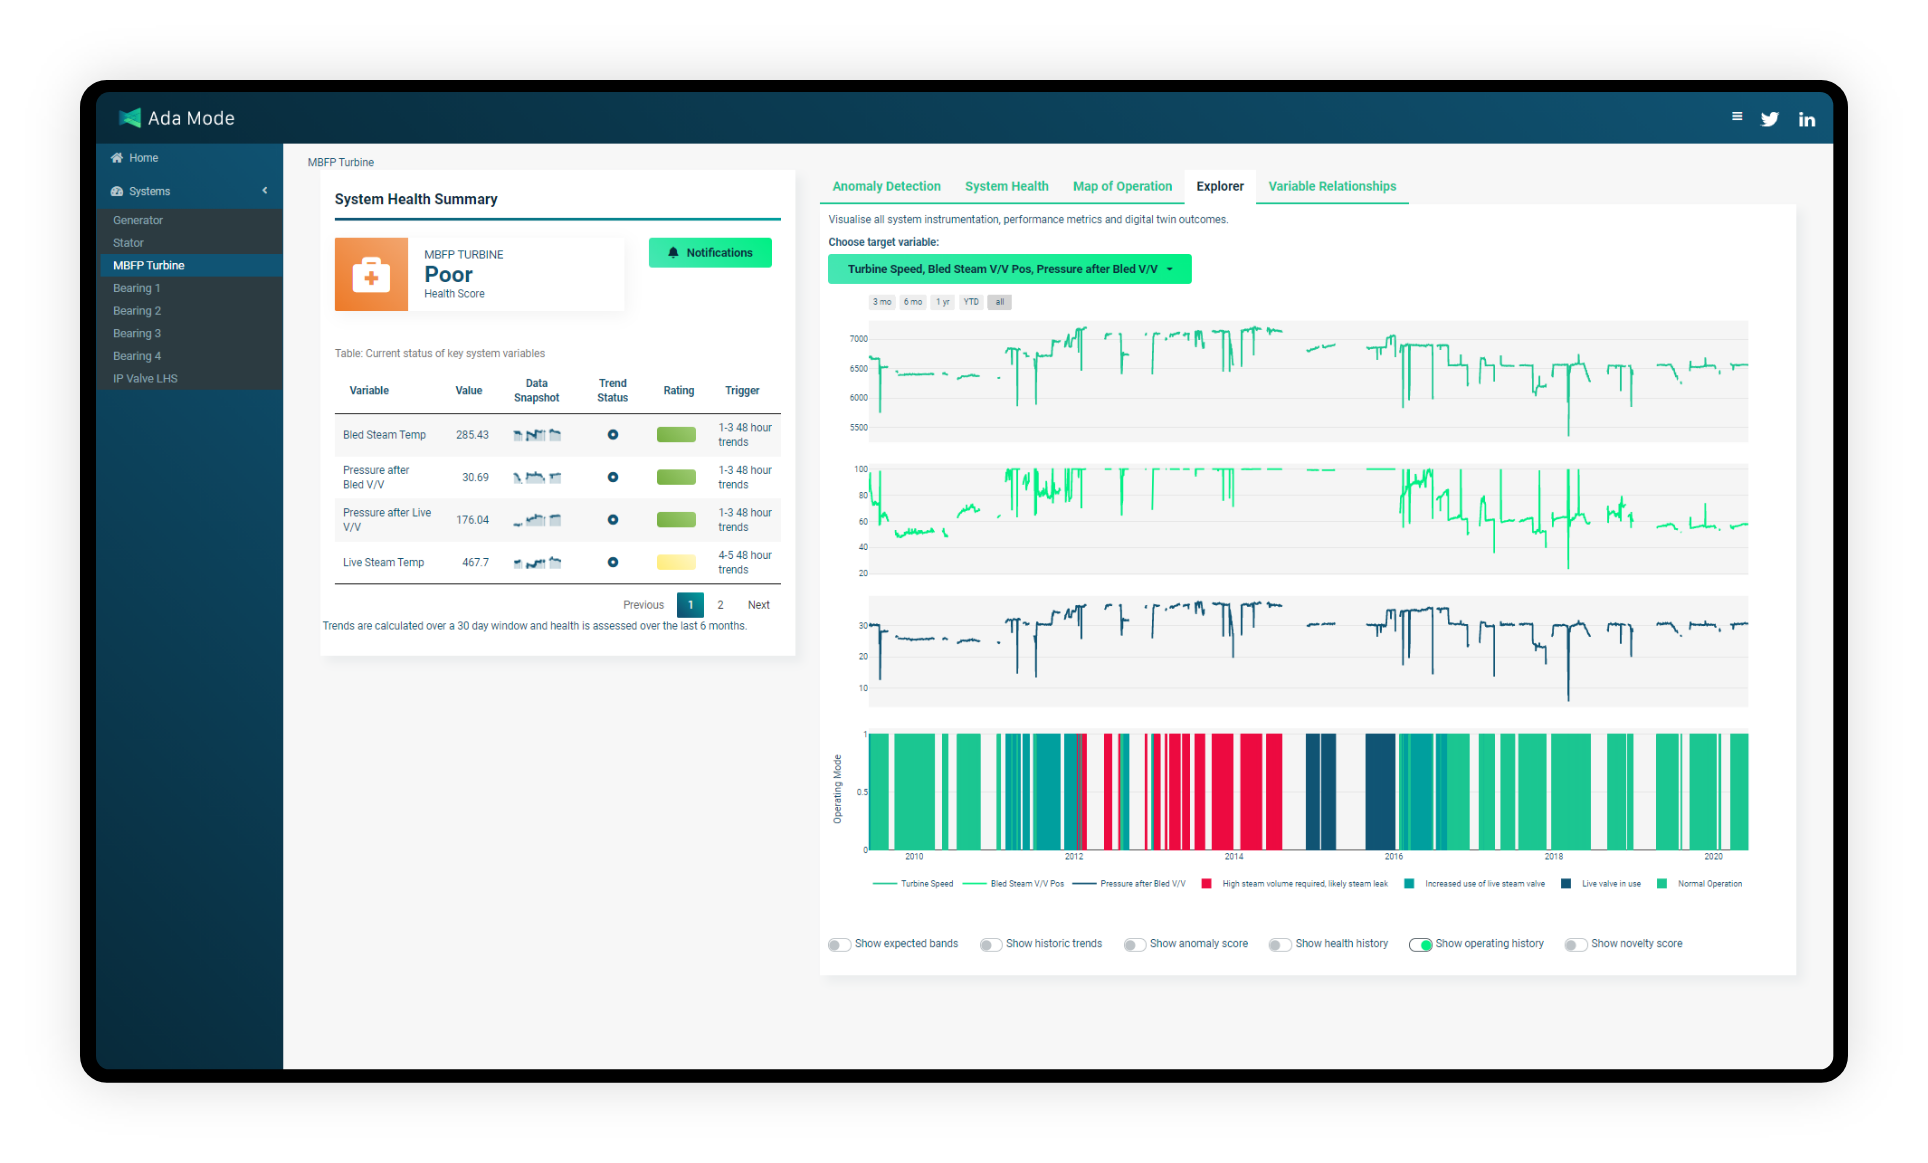 Ada Mode
Home
Systems
Generator
Stator
MBFP Turbine
Bearing 1
Bearing 2
Bearing 3
Bearing 4
IP Valve LHS
MBFP Turbine
System Health Summary
MBFP TURBINE
Poor
Health Score
Notifications
Table: Current status of key system variables
Variable Value Data Snapshot Trend Status Rating Trigger
Bled Steam Temp 285.43 1-3 48 hour trends
Pressure after Bled V/V 30.69 1-3 48 hour trends
Pressure after Live V/V 176.04 1-3 48 hour trends
Live Steam Temp 467.7 4-5 48 hour trends
Previous 1 2 Next
Trends are calculated over a 30 day window and health is assessed over the last 6 months.
Anomaly Detection System Health Map of Operation Explorer Variable Relationships
Visualise all system instrumentation, performance metrics and digital twin outcomes.
Choose target variable:
Turbine Speed, Bled Steam V/V Pos, Pressure after Bled V/V
3 mo 6 mo 1 yr YTD all
7000
6500
6000
5500
100
80
60
40
20
30
20
10
Operating Mode
1
0.5
0
2010 2012 2014 2016 2018 2020
Turbine Speed Bled Steam V/V Pos Pressure after Bled V/V High steam volume required, likely steam leak Increased use of live steam valve Live valve in use Normal Operation
Show expected bands Show historic trends Show anomaly score Show health history Show operating history Show novelty score